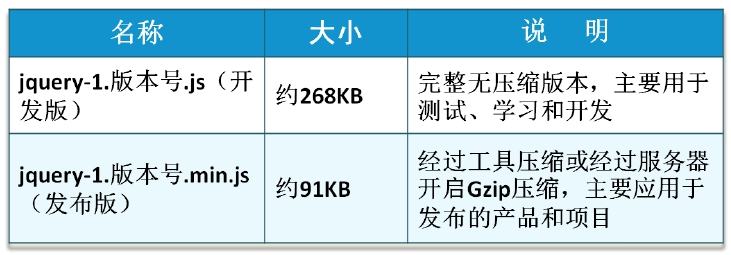 名称 大小 说 明
jquery-1.版本号.js（开
发版）
约268KB
完整无压缩版本，主要用于
测试、学习和开发
jquery-1.版本号.min.js
（发布版）
约91KB
经过工具压缩或经过服务器
开启Gzip压缩，主要应用于
发布的产品和项目